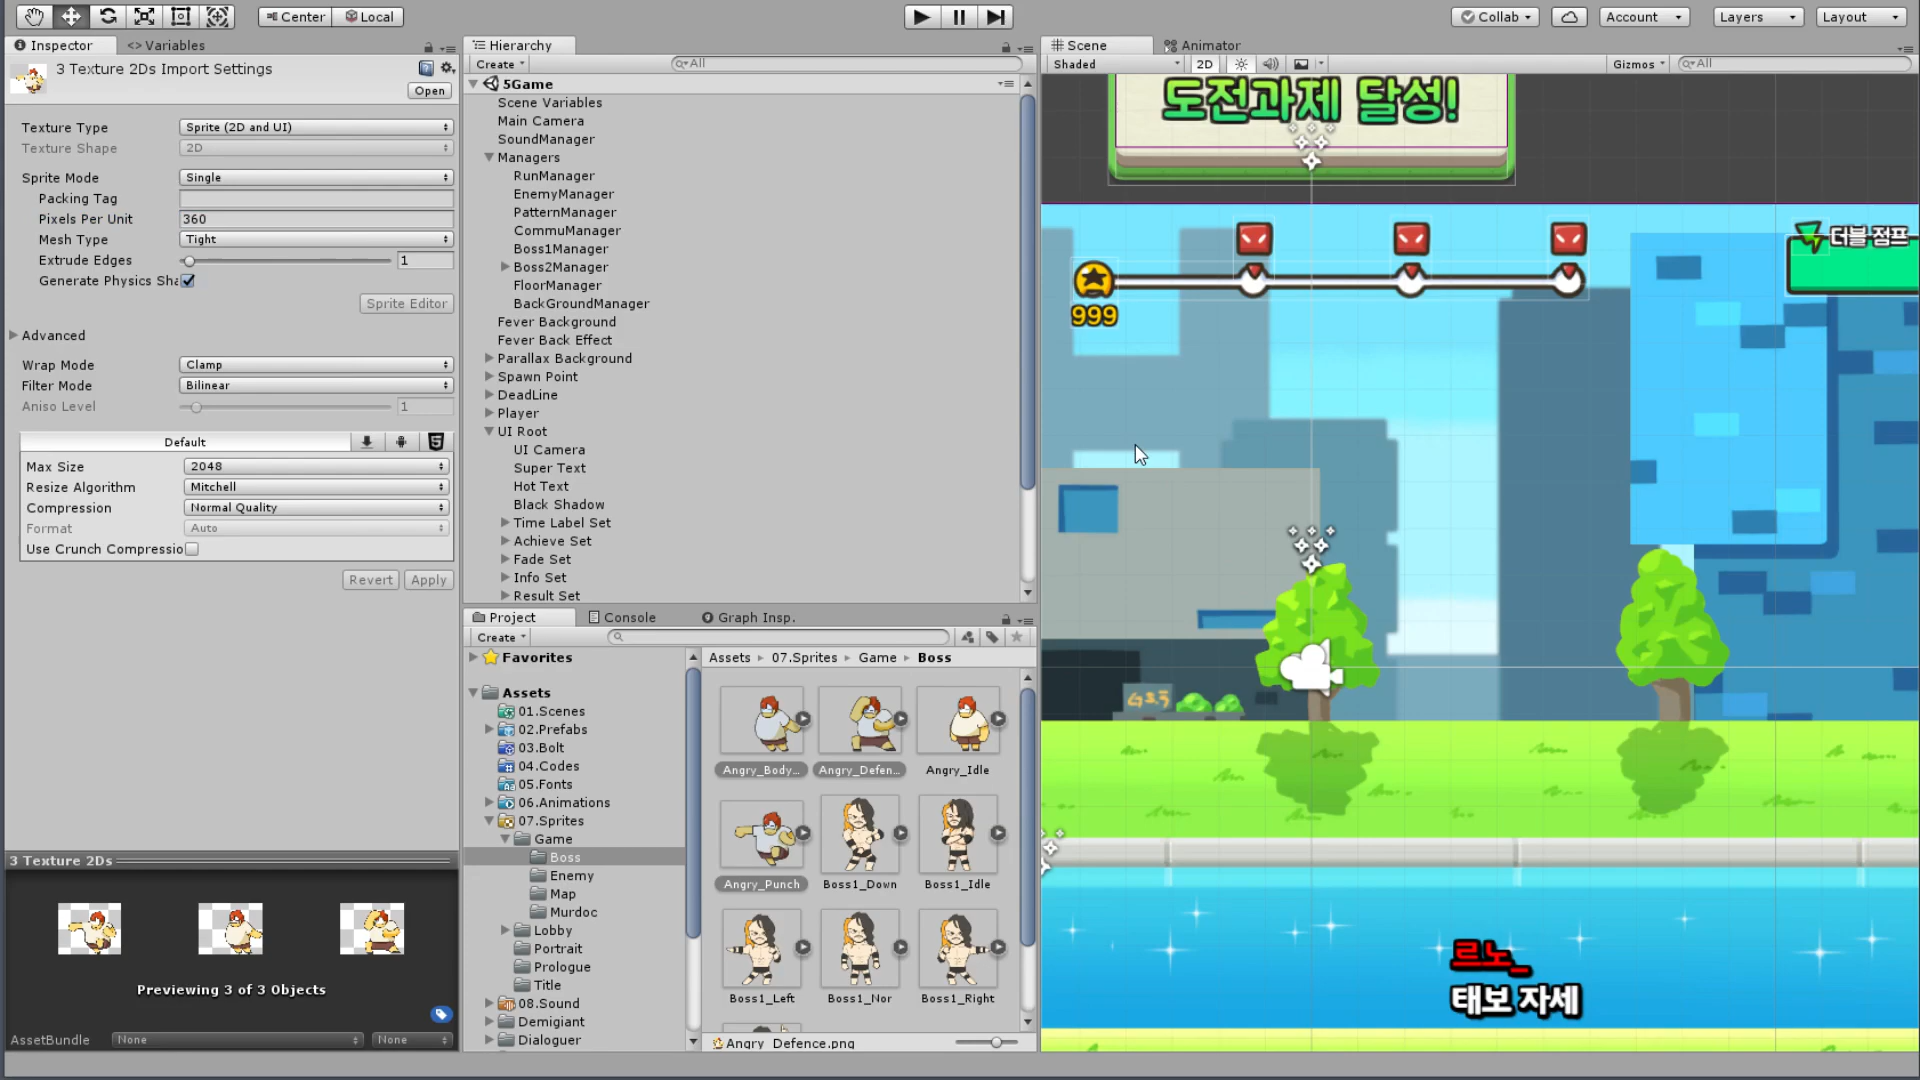 Center
Local
Collab
Account
Layers
Layout
Inspector
<> Variables
3 Texture 2Ds Import Settings
Open
Texture Type
Sprite (2D and UI)
Texture Shape
2D
Sprite Mode
Single
Packing Tag
Pixels Per Unit
360
Mesh Type
Tight
Extrude Edges
1
Generate Physics Sha
Sprite Editor
Advanced
Wrap Mode
Clamp
Filter Mode
Bilinear
Aniso Level
1
Default
Max Size
2048
Resize Algorithm
Mitchell
Compression
Normal Quality
Format
Auto
Use Crunch Compressio
Revert
Apply
3 Texture 2Ds
Previewing 3 of 3 Objects
AssetBundle
None
None
Hierarchy
Create
All
5Game
Scene Variables
Main Camera
SoundManager
Managers
RunManager
EnemyManager
PatternManager
CommuManager
Boss1Manager
Boss2Manager
FloorManager
BackGroundManager
Fever Background
Fever Back Effect
Parallax Background
Spawn Point
DeadLine
Player
UI Root
UI Camera
Super Text
Hot Text
Black Shadow
Time Label Set
Achieve Set
Fade Set
Info Set
Result Set
Project
Console
Graph Insp.
Create
Favorites
Assets
01.Scenes
02.Prefabs
03.Bolt
04.Codes
05.Fonts
06.Animations
07.Sprites
Game
Boss
Enemy
Map
Murdoc
Lobby
Portrait
Prologue
Title
08.Sound
Demigiant
Dialoguer
Assets
07.Sprites
Game
Boss
Angry_Body...
Angry_Defen...
Angry_Idle
Angry_Punch
Boss1_Down
Boss1_Idle
Boss1_Left
Boss1_Nor
Boss1_Right
Angry_Defence.png
Scene
Animator
Shaded
2D
Gizmos
All
도전과제 달성!
999
더블 점프
르노_
태보 자세